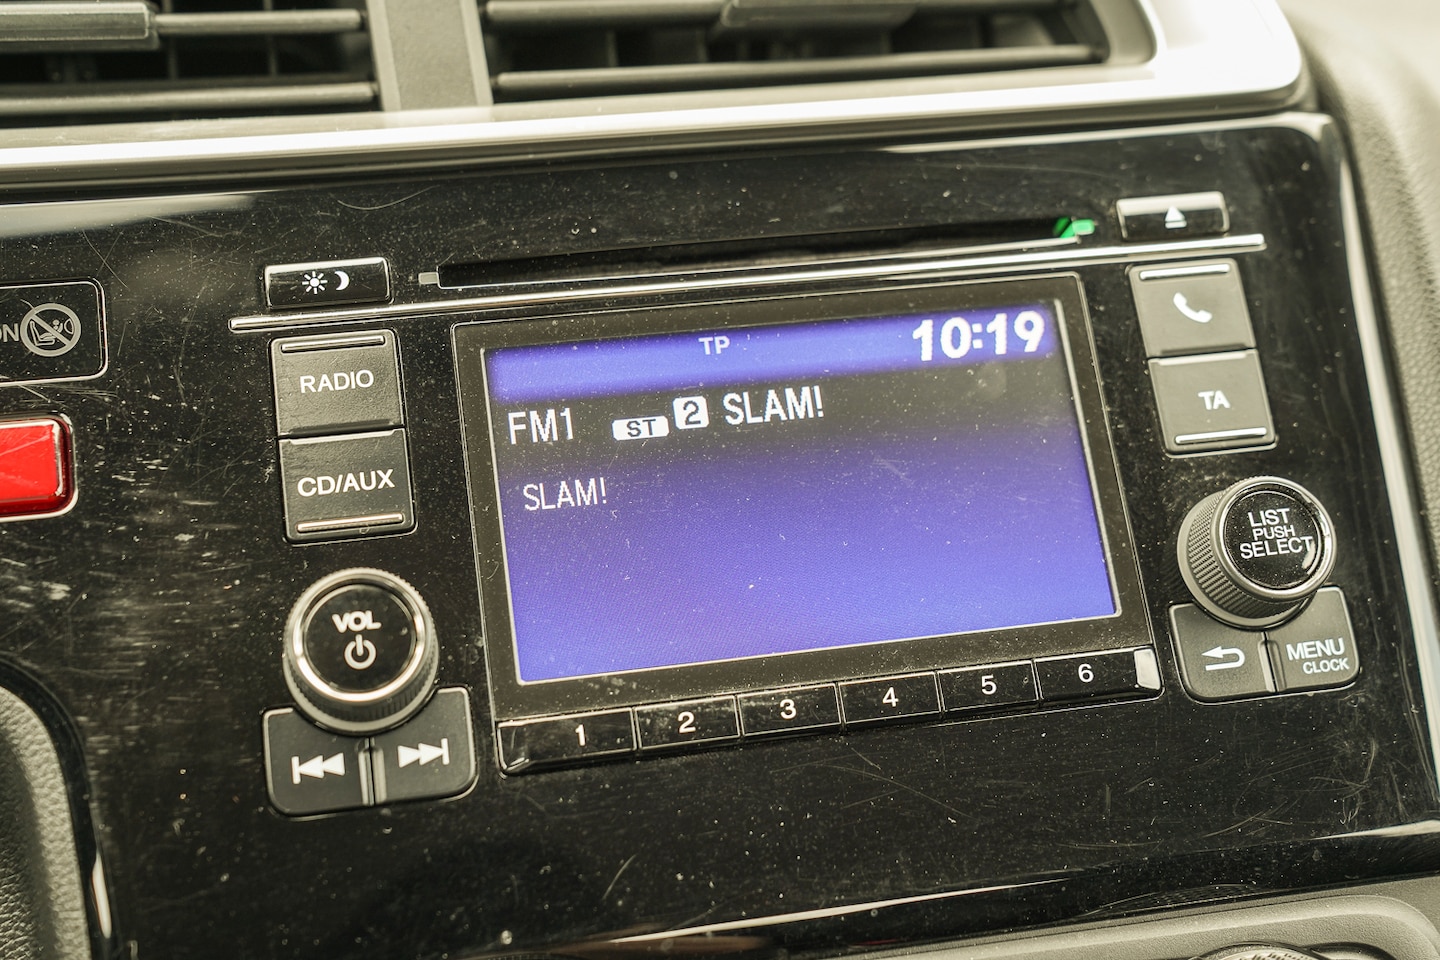 TP 10:19
FM1 ST 2 SLAM!
SLAM!
RADIO
CD/AUX
VOL
1 2 3 4 5 6
TA
LIST
PUSH
SELECT
MENU
CLOCK